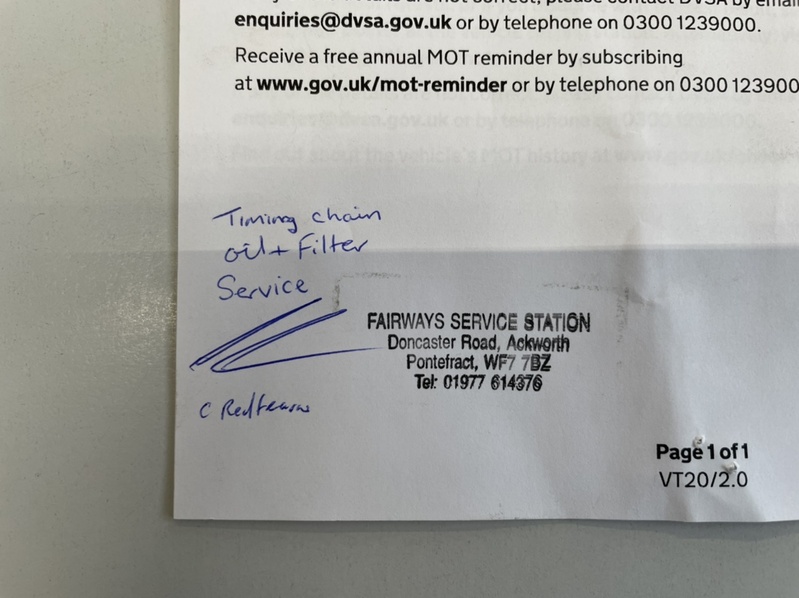 enquiries@dvsa.gov.uk or by telephone on 0300 1239000.
Receive a free annual MOT reminder by subscribing
at www.gov.uk/mot-reminder or by telephone on 0300 123900
Timing chain
oil + Filter
Service
FAIRWAYS SERVICE STATION
Doncaster Road, Ackworth
Pontefract, WF7 7BZ
Tel: 01977 614376
C
Page 1 of 1
VT20/2.0